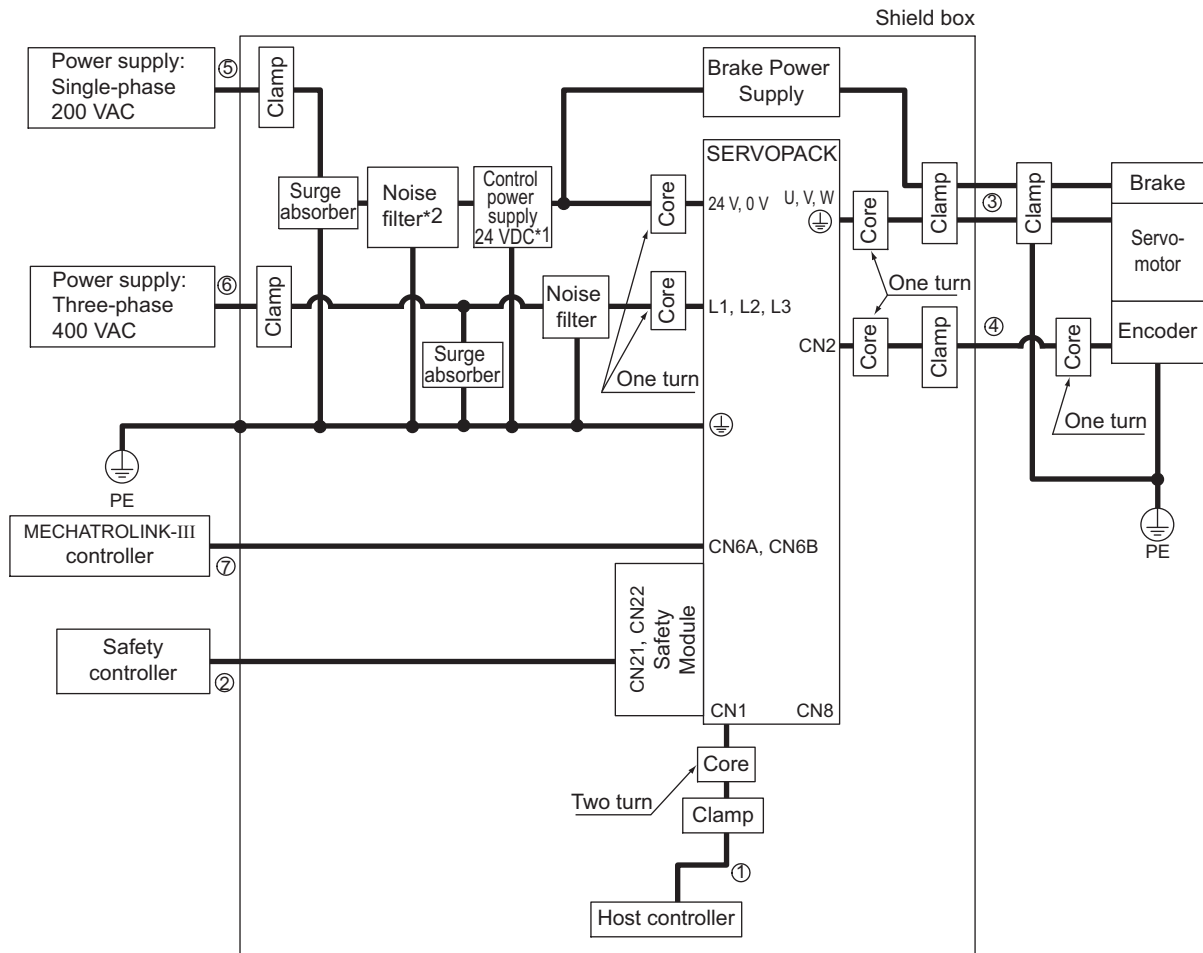 Shield box
Power supply:
Single-phase
200 VAC
⑤
Clamp
Brake Power
Supply
SERVOPACK
Surge
absorber
Noise
filter*2
Control
power
supply
24 VDC*1
Core
24 V, 0 V
U, V, W
Core
Clamp
③
Clamp
Brake
Servo-
motor
Encoder
Power supply:
Three-phase
400 VAC
⑥
Clamp
Noise
filter
Core
L1, L2, L3
One turn
Surge
absorber
One turn
CN2
Core
Clamp
④
Core
One turn
PE
PE
MECHATROLINK-III
controller
⑦
CN6A, CN6B
CN21, CN22
Safety
Module
Safety
controller
②
CN1
CN8
Core
Two turn
Clamp
①
Host controller